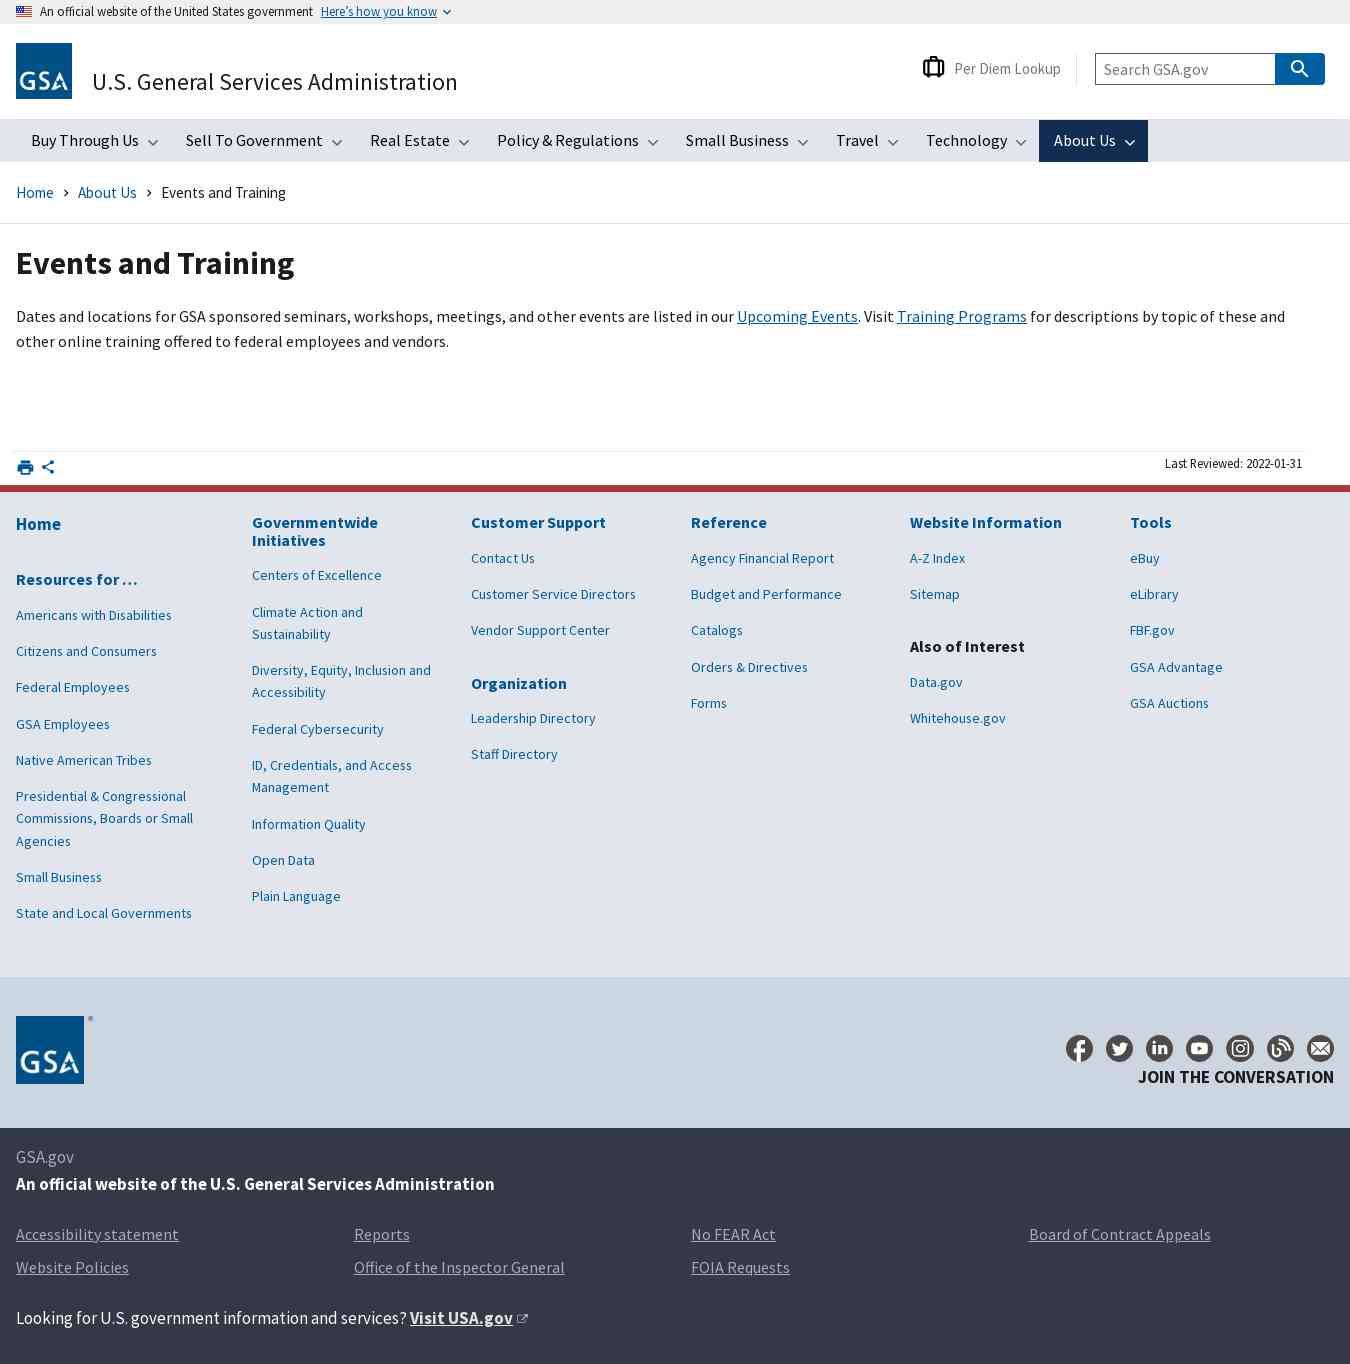 An official website of the United States government Here's how you know
GSA
U.S. General Services Administration
Per Diem Lookup
Search GSA.gov
Buy Through Us Sell To Government Real Estate Policy & Regulations Small Business Travel Technology About Us
Home About Us Events and Training
Events and Training
Dates and locations for GSA sponsored seminars, workshops, meetings, and other events are listed in our Upcoming Events. Visit Training Programs for descriptions by topic of these and
other online training offered to federal employees and vendors.
Last Reviewed: 2022-01-31
Home
Resources for …
Americans with Disabilities
Citizens and Consumers
Federal Employees
GSA Employees
Native American Tribes
Presidential & Congressional
Commissions, Boards or Small
Agencies
Small Business
State and Local Governments
Governmentwide
Initiatives
Centers of Excellence
Climate Action and
Sustainability
Diversity, Equity, Inclusion and
Accessibility
Federal Cybersecurity
ID, Credentials, and Access
Management
Information Quality
Open Data
Plain Language
Customer Support
Contact Us
Customer Service Directors
Vendor Support Center
Organization
Leadership Directory
Staff Directory
Reference
Agency Financial Report
Budget and Performance
Catalogs
Orders & Directives
Forms
Website Information
A-Z Index
Sitemap
Also of Interest
Data.gov
Whitehouse.gov
Tools
eBuy
eLibrary
FBF.gov
GSA Advantage
GSA Auctions
GSA ®
JOIN THE CONVERSATION
GSA.gov
An official website of the U.S. General Services Administration
Accessibility statement Reports No FEAR Act Board of Contract Appeals
Website Policies Office of the Inspector General FOIA Requests
Looking for U.S. government information and services? Visit USA.gov